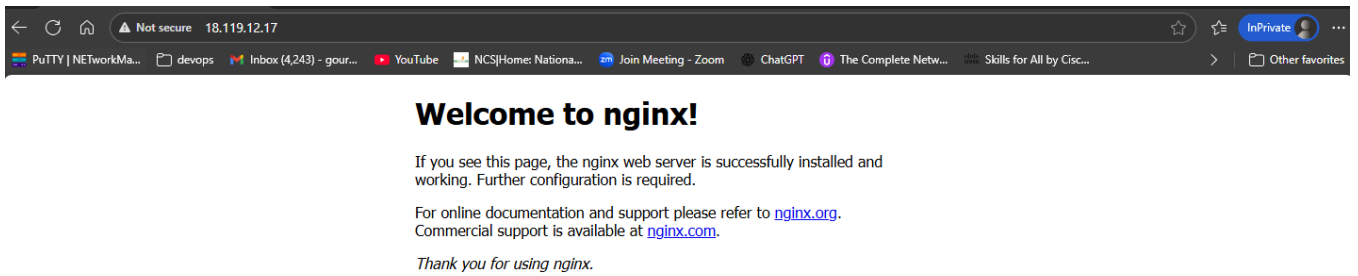 Not secure 18.119.12.17 InPrivate
PuTTY | NETworkMa... devops Inbox (4,243) - gour... YouTube NCS|Home: Nationa... Join Meeting - Zoom ChatGPT The Complete Netw... Skills for All by Cisc... Other favorites
Welcome to nginx!
If you see this page, the nginx web server is successfully installed and
working. Further configuration is required.
For online documentation and support please refer to nginx.org.
Commercial support is available at nginx.com.
Thank you for using nginx.